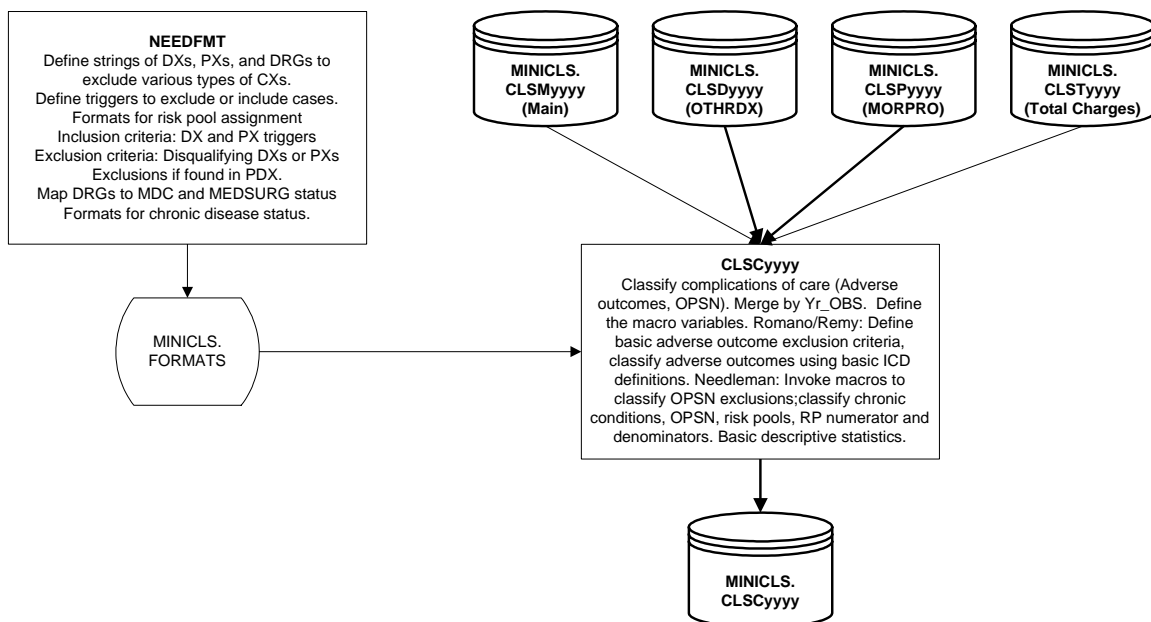 NEEDFMT
Define strings of DXs, PXs, and DRGs to
exclude various types of CXs.
Define triggers to exclude or include cases.
Formats for risk pool assignment
Inclusion criteria: DX and PX triggers
Exclusion criteria: Disqualifying DXs or PXs
Exclusions if found in PDX.
Map DRGs to MDC and MEDSURG status
Formats for chronic disease status.
MINICLS.
CLSMyyyy
(Main)
MINICLS.
CLSDyyyy
(OTHRDX)
MINICLS.
CLSPyyyy
(MORPRO)
MINICLS.
CLSTyyyy
(Total Charges)
MINICLS.
FORMATS
CLSCyyyy
Classify complications of care (Adverse
outcomes, OPSN). Merge by Yr_OBS.  Define
the macro variables. Romano/Remy: Define
basic adverse outcome exclusion criteria,
classify adverse outcomes using basic ICD
definitions. Needleman: Invoke macros to
classify OPSN exclusions;classify chronic
conditions, OPSN, risk pools, RP numerator and
denominators. Basic descriptive statistics.
MINICLS.
CLSCyyyy